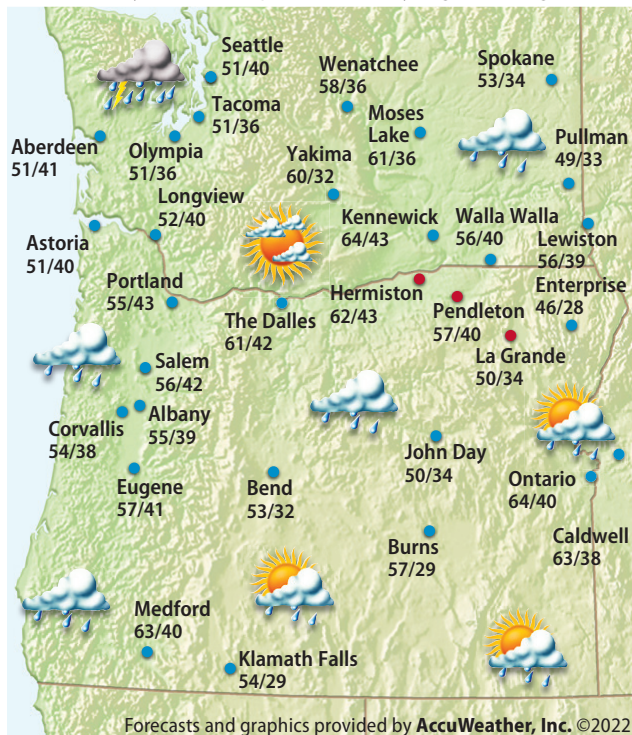 Seattle
51/40
Wenatchee
58/36
Spokane
53/34
Tacoma
51/36
Moses
Lake
61/36
Aberdeen
51/41
Olympia
51/36
Yakima
60/32
Pullman
49/33
Longview
52/40
Kennewick
64/43
Walla Walla
56/40
Lewiston
56/39
Astoria
51/40
Portland
55/43
The Dalles
61/42
Hermiston
62/43
Pendleton
57/40
Enterprise
46/28
La Grande
50/34
Salem
56/42
Albany
55/39
Corvallis
54/38
John Day
50/34
Ontario
64/40
Eugene
57/41
Bend
53/32
Burns
57/29
Caldwell
63/38
Medford
63/40
Klamath Falls
54/29
Forecasts and graphics provided by AccuWeather, Inc. ©2022